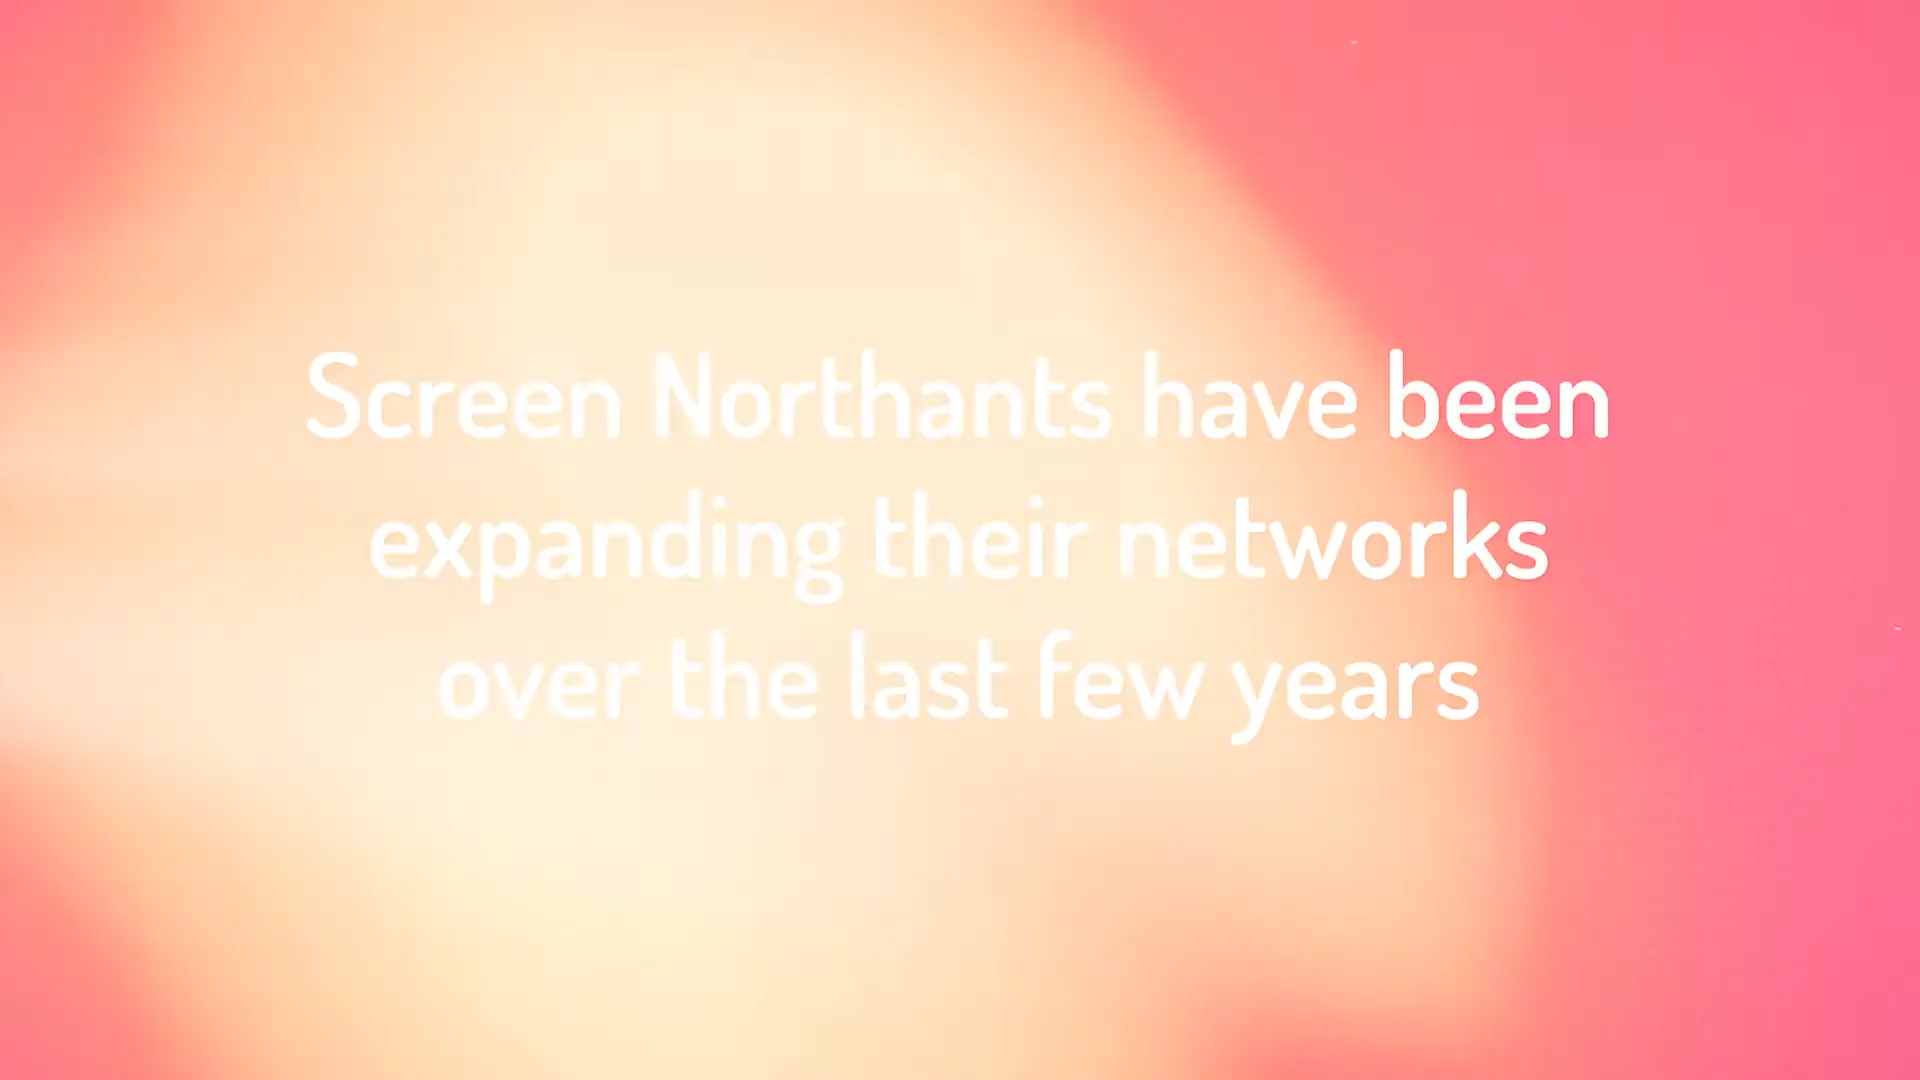 Screen Northants have been
expanding their networks
over the last few years